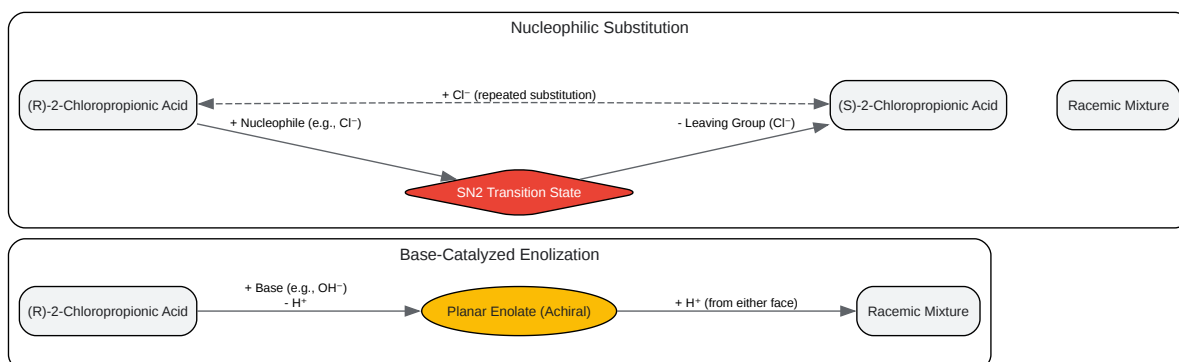 Nucleophilic Substitution
(R)-2-Chloropropionic Acid
+ Cl⁻ (repeated substitution)
(S)-2-Chloropropionic Acid
Racemic Mixture
+ Nucleophile (e.g., Cl⁻)
- Leaving Group (Cl⁻)
SN2 Transition State
Base-Catalyzed Enolization
(R)-2-Chloropropionic Acid
+ Base (e.g., OH⁻)
- H⁺
Planar Enolate (Achiral)
+ H⁺ (from either face)
Racemic Mixture